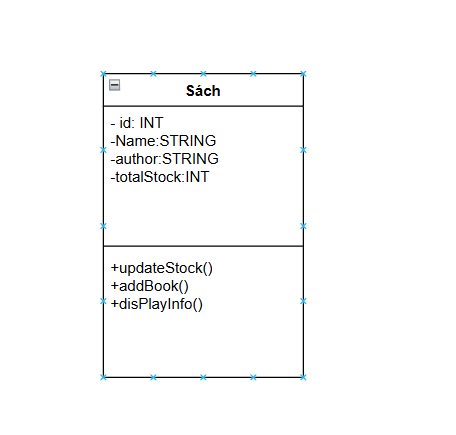 Sách
- id: INT
-Name:STRING
-author:STRING
-totalStock:INT
+updateStock()
+addBook()
+disPlayInfo()